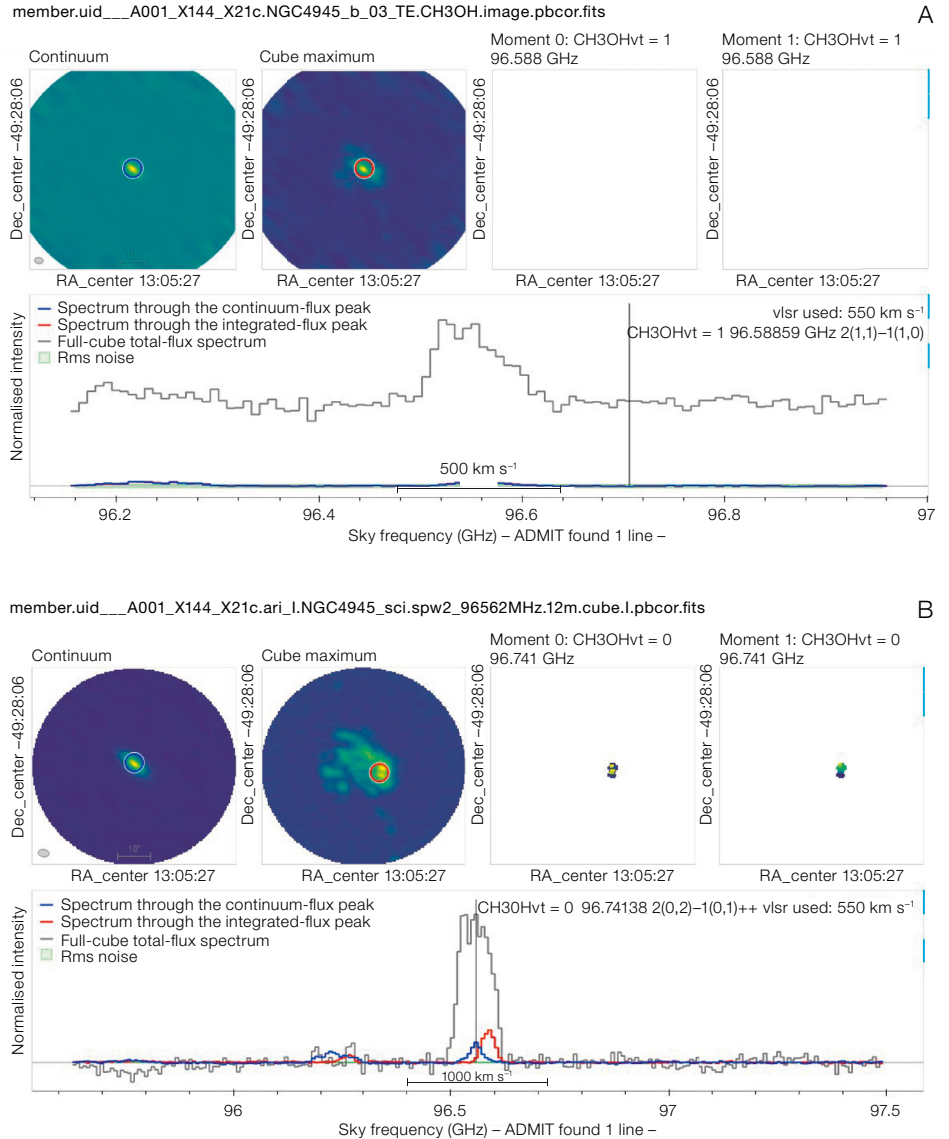 member.uid___A001_X144_X21c.NGC4945_b_03_TE.CH3OH.image.pbcor.fits
A
Continuum
Cube maximum
Moment 0: CH3OHvt = 1
96.588 GHz
Moment 1: CH3OHvt = 1
96.588 GHz
Dec_center –49:28:06
Dec_center –49:28:06
Dec_center –49:28:06
Dec_center –49:28:06
RA_center 13:05:27
RA_center 13:05:27
RA_center 13:05:27
RA_center 13:05:27
Normalised intensity
Spectrum through the continuum-flux peak
Spectrum through the integrated-flux peak
Full-cube total-flux spectrum
Rms noise
vlsr used: 550 km s⁻¹
CH3OHvt = 1 96.58859 GHz 2(1,1)–1(1,0)
500 km s⁻¹
96.2
96.4
96.6
96.8
97
Sky frequency (GHz) – ADMIT found 1 line –
member.uid___A001_X144_X21c.ari_l.NGC4945_sci.spw2_96562MHz.12m.cube.I.pbcor.fits
B
Continuum
Cube maximum
Moment 0: CH3OHvt = 0
96.741 GHz
Moment 1: CH3OHvt = 0
96.741 GHz
Dec_center –49:28:06
Dec_center –49:28:06
Dec_center –49:28:06
Dec_center –49:28:06
10"
RA_center 13:05:27
RA_center 13:05:27
RA_center 13:05:27
RA_center 13:05:27
Normalised intensity
Spectrum through the continuum-flux peak
Spectrum through the integrated-flux peak
Full-cube total-flux spectrum
Rms noise
CH30Hvt = 0 96.74138 2(0,2)–1(0,1)++ vlsr used: 550 km s⁻¹
1000 km s⁻¹
96
96.5
97
97.5
Sky frequency (GHz) – ADMIT found 1 line –